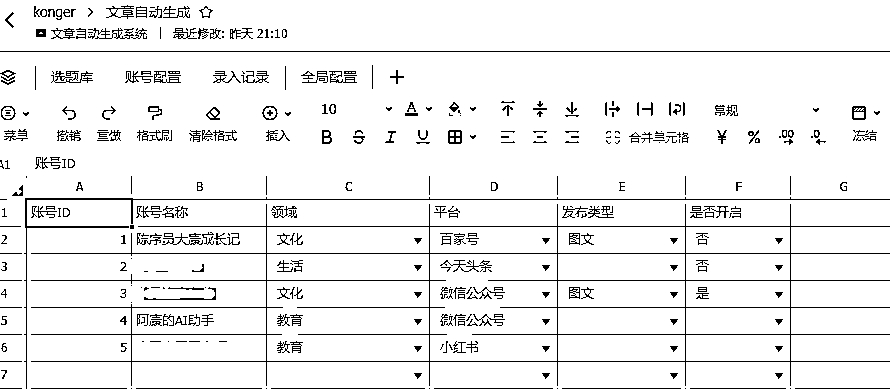 konger > 文章自动生成
文章自动生成系统 | 最近修改: 昨天 21:10
选题库 账号配置 录入记录 全局配置 +
10 A 常规
菜单 撤销 重做 格式刷 清除格式 插入 B S I U 合并单元格 ¥ % .00 .0 冻结
A1 账号ID
A B C D E F G
1 账号ID 账号名称 领域 平台 发布类型 是否开启
2 1 陈序员大宸成长记 文化 百家号 图文 否
3 2 生活 今天头条 否
4 3 文化 微信公众号 图文 是
5 4 阿宸的AI助手 教育 微信公众号
6 5 教育 小红书
7